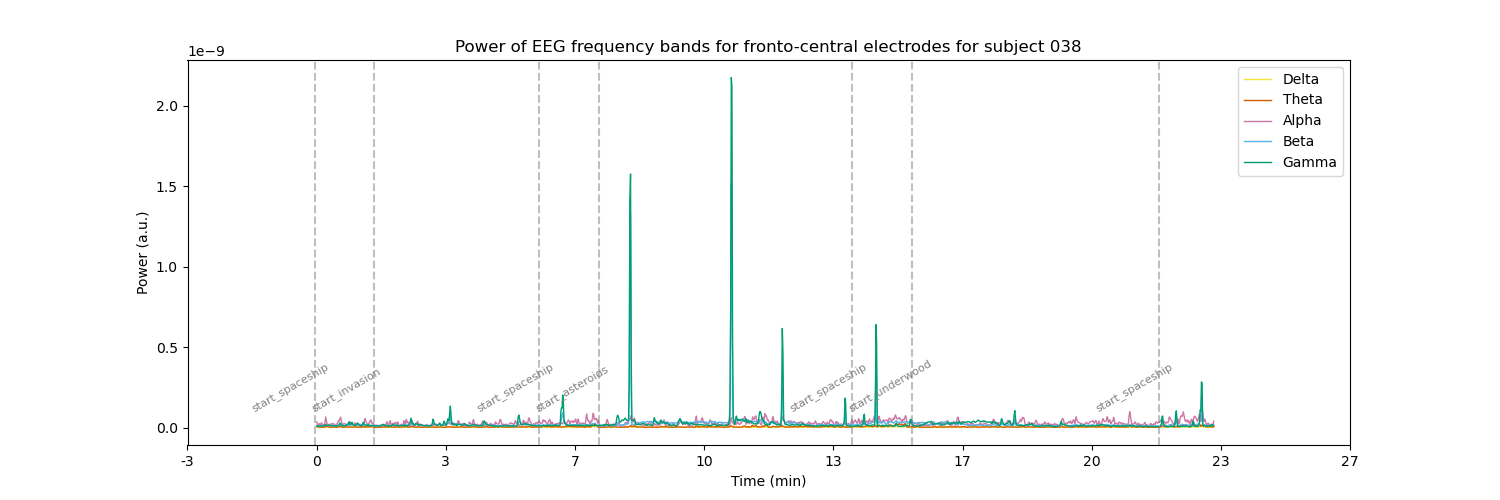 Power of EEG frequency bands for fronto-central electrodes for subject 038
1e−9
Delta
Theta
Alpha
Beta
Gamma
2.0
1.5
1.0
0.5
0.0
Power (a.u.)
start_spaceship
start_invasion
start_spaceship
start_asteroids
start_spaceship
start_underwood
start_spaceship
-3
0
3
7
10
13
17
20
23
27
Time (min)